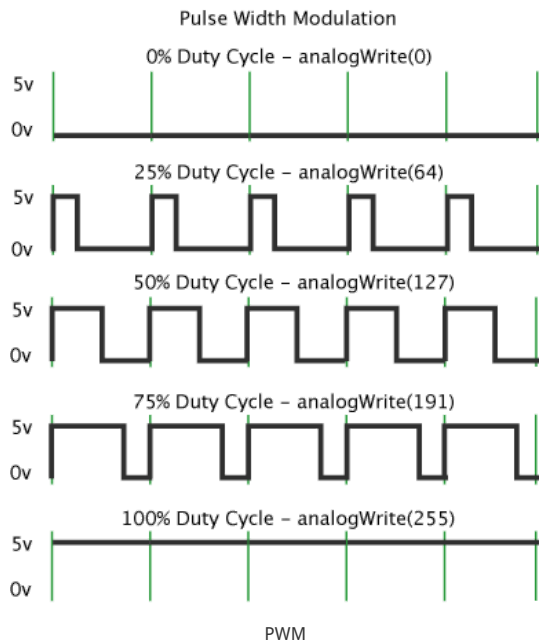 Pulse Width Modulation
0% Duty Cycle – analogWrite(0)
5v
0v
25% Duty Cycle – analogWrite(64)
5v
0v
50% Duty Cycle – analogWrite(127)
5v
0v
75% Duty Cycle – analogWrite(191)
5v
0v
100% Duty Cycle – analogWrite(255)
5v
0v
PWM